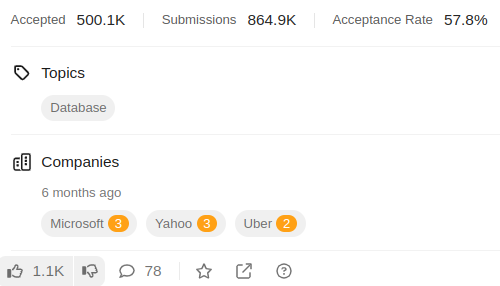 Accepted 500.1K Submissions 864.9K Acceptance Rate 57.8%
Topics
Database
Companies
6 months ago
Microsoft 3 Yahoo 3 Uber 2
1.1K 78